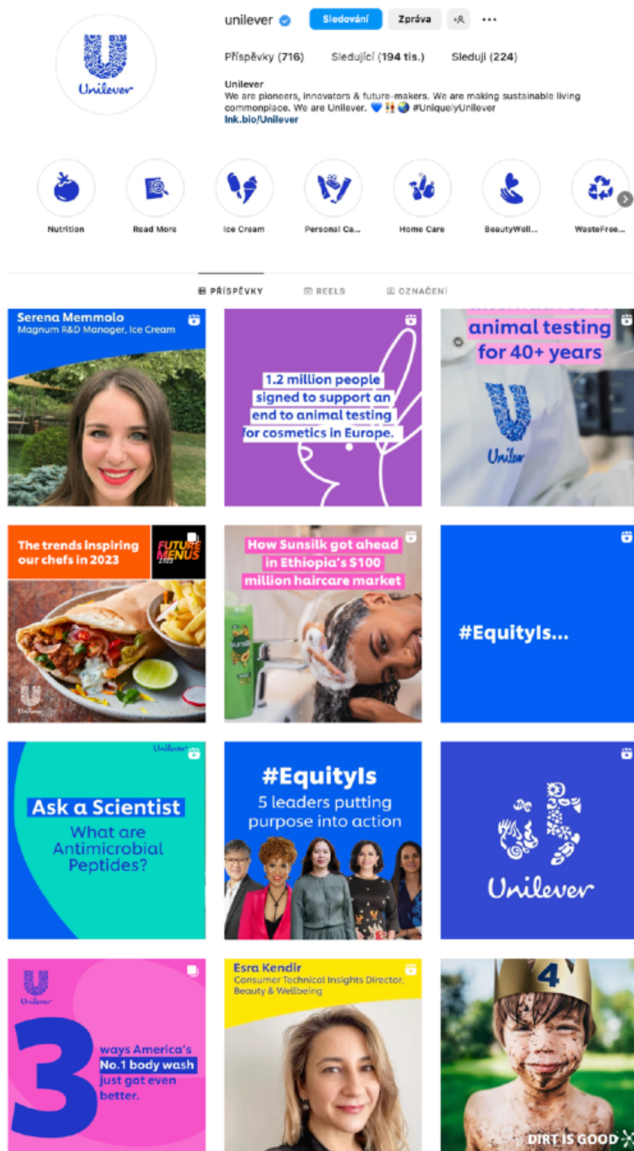 unilever
Sledování
Zpráva
Příspěvky (716)
Sledující (194 tis.)
Sleduji (224)
Unilever
We are pioneers, innovators & future-makers. We are making sustainable living
commonplace. We are Unilever. 💙 👫 🌍 #UniquelyUnilever
lnk.bio/Unilever
Unilever
Nutrition
Read More
Ice Cream
Personal Ca...
Home Care
BeautyWell...
WasteFree...
PŘÍSPĚVKY
REELS
OZNAČENÍ
Serena Memmolo
Magnum R&D Manager, Ice Cream
1.2 million people
signed to support an
end to animal testing
for cosmetics in Europe.
animal testing
for 40+ years
Unilever
The trends inspiring
our chefs in 2023
FUTURE
MENUS
2023
Unilever
How Sunsilk got ahead
in Ethiopia's $100
million haircare market
sunsilk
#EquityIs...
Unilever
Ask a Scientist
What are
Antimicrobial
Peptides?
#EquityIs
5 leaders putting
purpose into action
Unilever
Unilever
3
ways America's
No.1 body wash
just got even
better.
Esra Kendir
Consumer Technical Insights Director,
Beauty & Wellbeing
4
DIRT IS GOOD